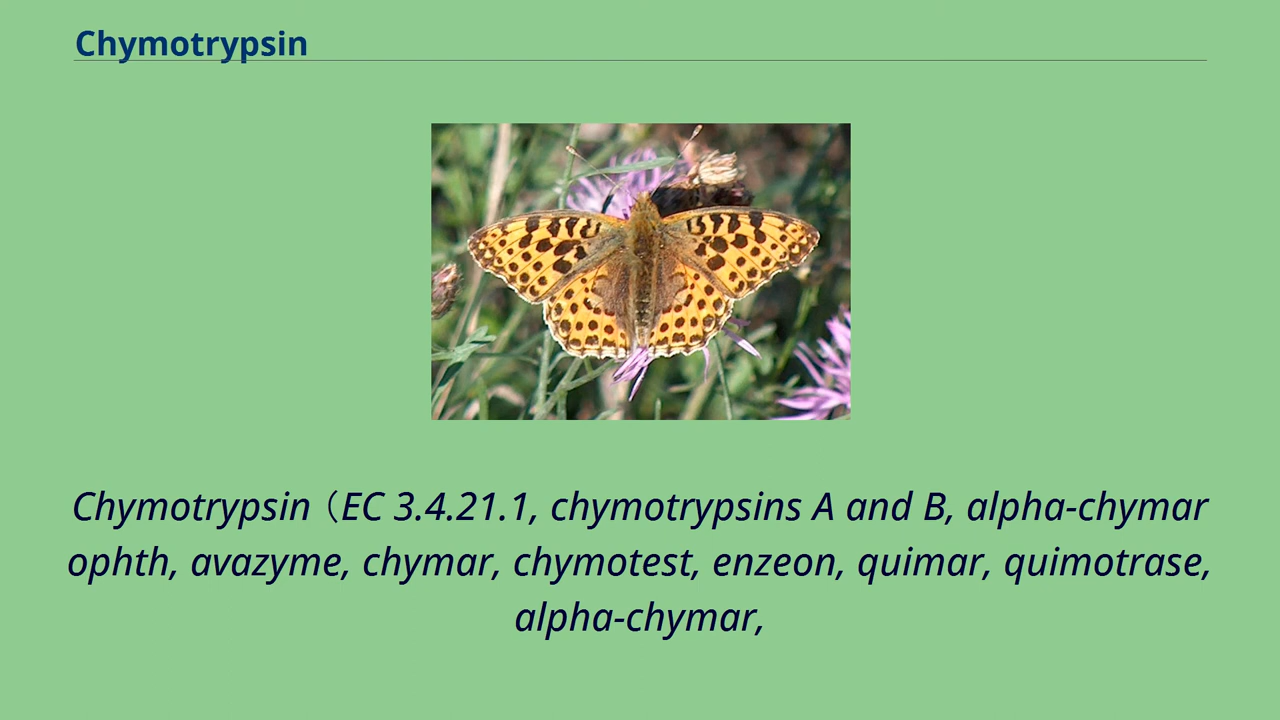 Chymotrypsin
Chymotrypsin（EC 3.4.21.1, chymotrypsins A and B, alpha-chymar
ophth, avazyme, chymar, chymotest, enzeon, quimar, quimotrase,
alpha-chymar,